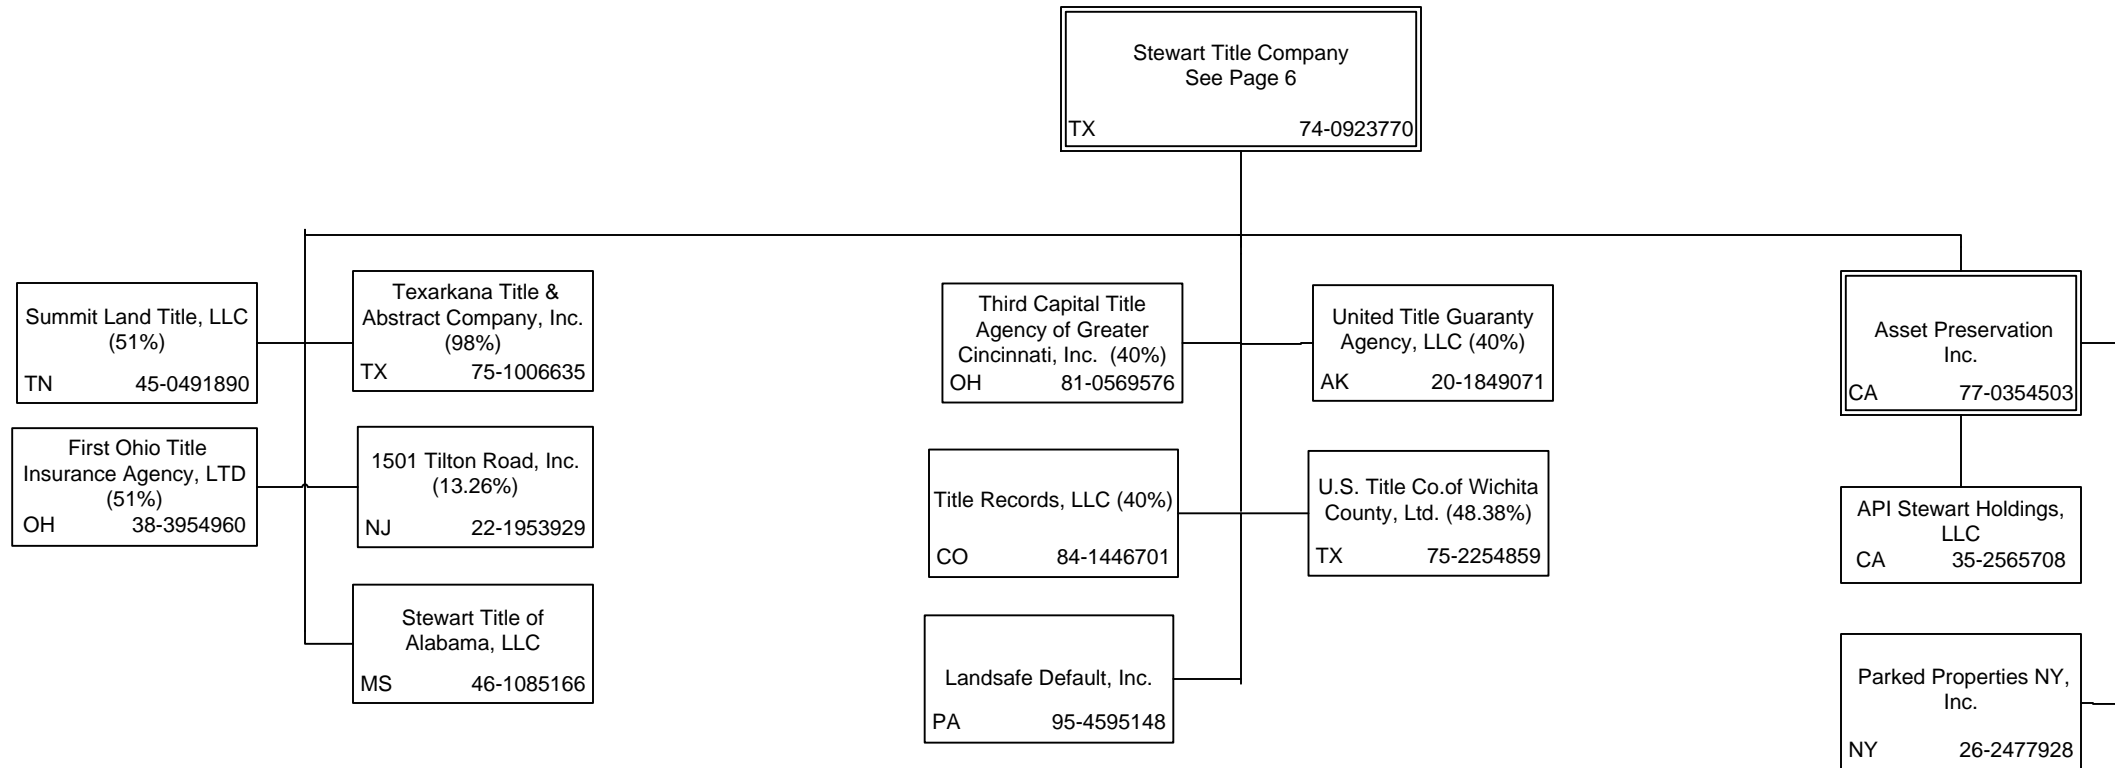 Stewart Title Company
See Page 6
TX 74-0923770
Summit Land Title, LLC
(51%)
TN 45-0491890
Texarkana Title &
Abstract Company, Inc.
(98%)
TX 75-1006635
Third Capital Title
Agency of Greater
Cincinnati, Inc. (40%)
OH 81-0569576
United Title Guaranty
Agency, LLC (40%)
AK 20-1849071
Asset Preservation
Inc.
CA 77-0354503
First Ohio Title
Insurance Agency, LTD
(51%)
OH 38-3954960
1501 Tilton Road, Inc.
(13.26%)
NJ 22-1953929
Title Records, LLC (40%)
CO 84-1446701
U.S. Title Co.of Wichita
County, Ltd. (48.38%)
TX 75-2254859
API Stewart Holdings,
LLC
CA 35-2565708
Stewart Title of
Alabama, LLC
MS 46-1085166
Landsafe Default, Inc.
PA 95-4595148
Parked Properties NY,
Inc.
NY 26-2477928